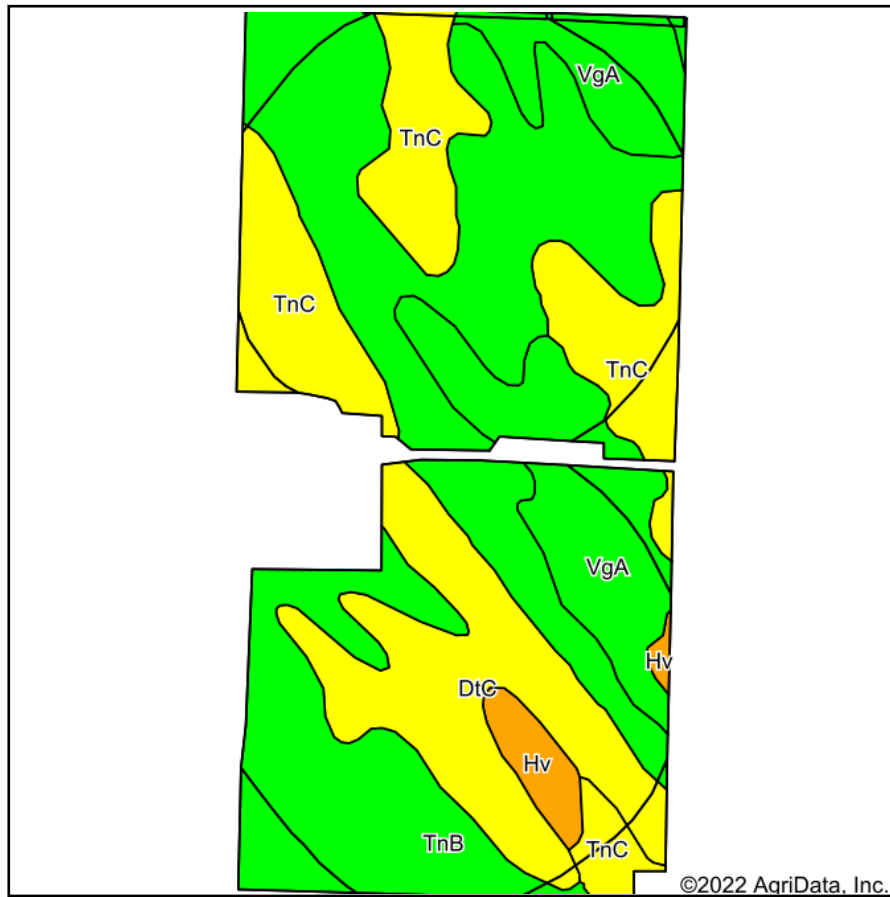 VgA
TnC
TnC
TnC
VgA
Hv
DtC
Hv
TnB
TnC
©2022 AgriData, Inc.